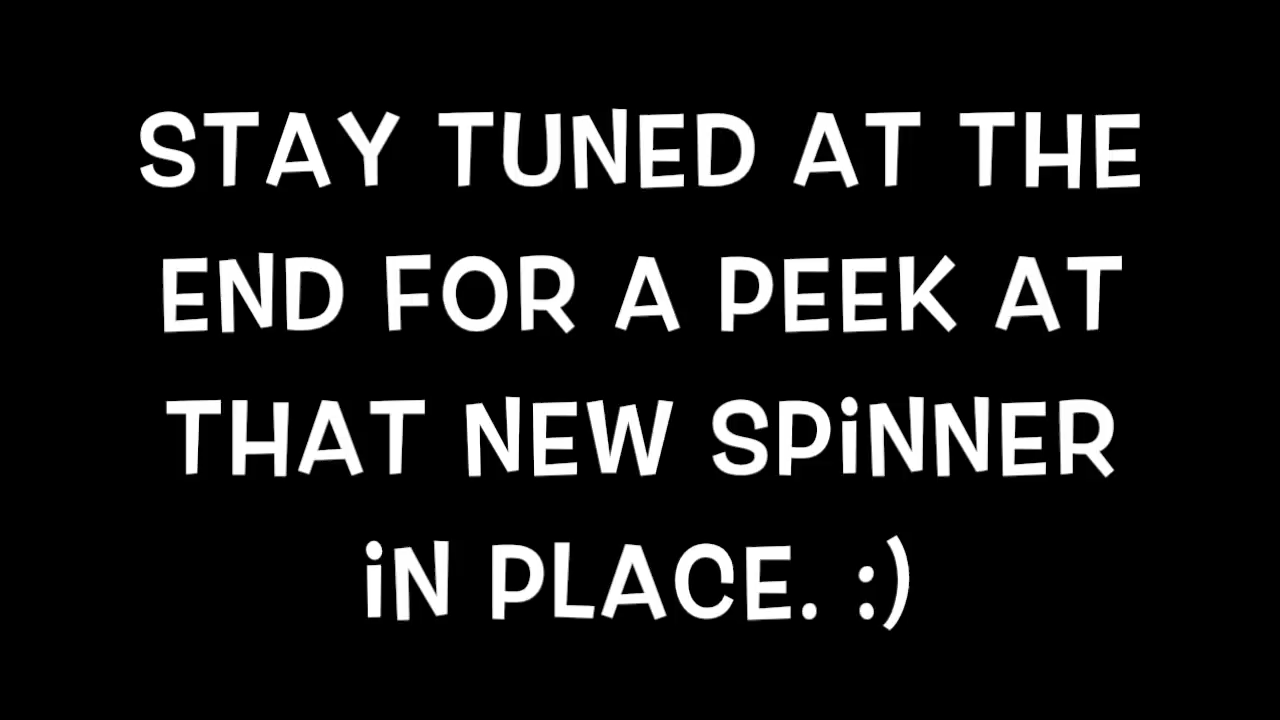 STAY TUNED AT THE
END FOR A PEEK AT
THAT NEW SPiNNER
iN PLACE. :)